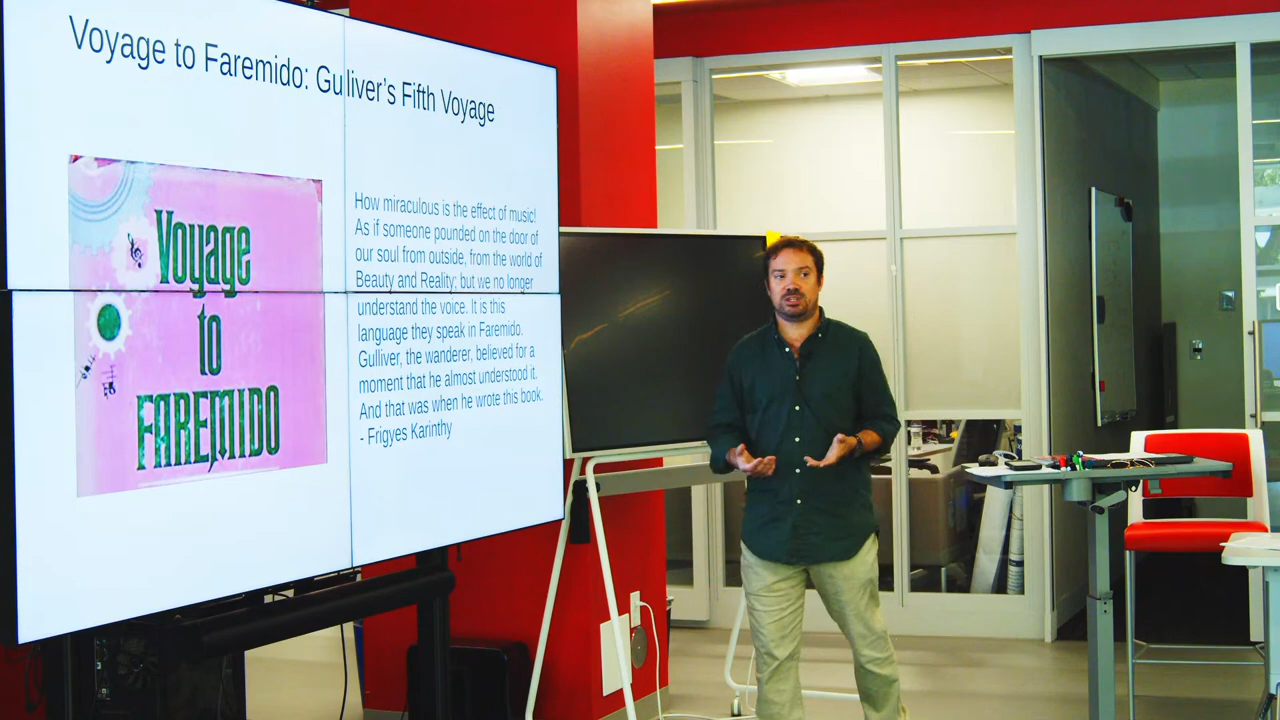 Voyage to Faremido: Gulliver's Fifth Voyage
Voyage
to
FAREMIDO
How miraculous is the effect of music!
As if someone pounded on the door of
our soul from outside, from the world of
Beauty and Reality; but we no longer
understand the voice. It is this
language they speak in Faremido.
Gulliver, the wanderer, believed for a
moment that he almost understood it.
And that was when he wrote this book.
- Frigyes Karinthy